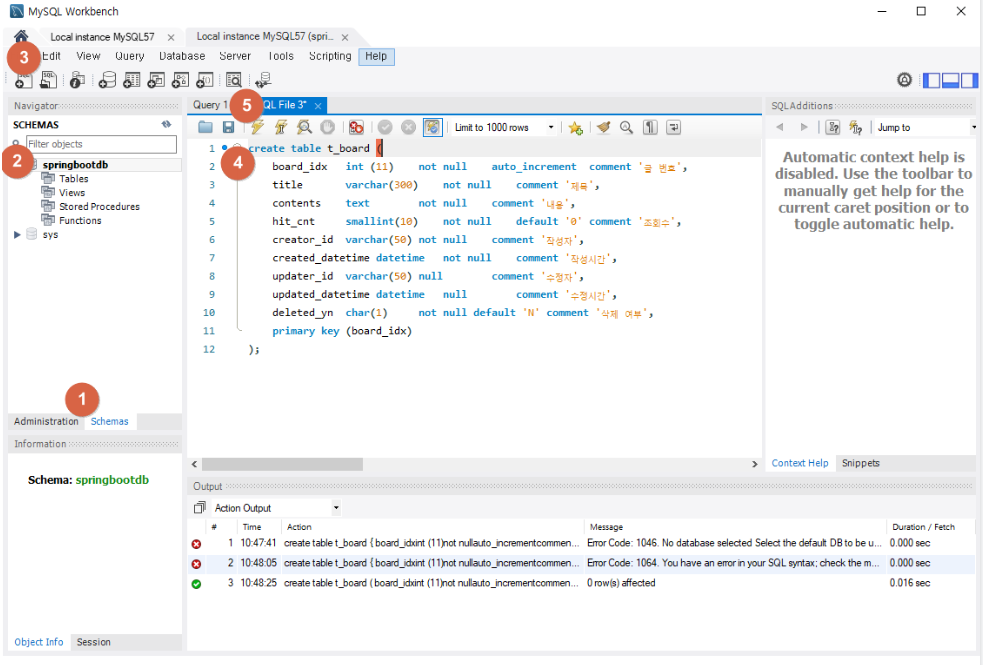 MySQL Workbench
Local instance MySQL57 ×
Local instance MySQL57 (spri... ×
3
Edit View Query Database Server Tools Scripting Help
Navigator
SCHEMAS
Filter objects
2
springbootdb
Tables
Views
Stored Procedures
Functions
sys
1
Administration Schemas
Information
Schema: springbootdb
Object Info Session
Query 1
5
QL File 3* ×
Limit to 1000 rows
4
1 create table t_board (
2 board_idx int (11) not null auto_increment comment '글 번호',
3 title varchar(300) not null comment '제목',
4 contents text not null comment '내용',
5 hit_cnt smallint(10) not null default '0' comment '조회수',
6 creator_id varchar(50) not null comment '작성자',
7 created_datetime datetime not null comment '작성시간',
8 updater_id varchar(50) null comment '수정자',
9 updated_datetime datetime null comment '수정시간',
10 deleted_yn char(1) not null default 'N' comment '삭제 여부',
11 primary key (board_idx)
12 );
SQLAdditions
Jump to
Automatic context help is
disabled. Use the toolbar to
manually get help for the
current caret position or to
toggle automatic help.
Context Help Snippets
Output
Action Output
# Time Action Message Duration / Fetch
1 10:47:41 create table t_board { board_idxint (11)not nullauto_incrementcommen... Error Code: 1046. No database selected Select the default DB to be u... 0.000 sec
2 10:48:05 create table t_board { board_idxint (11)not nullauto_incrementcommen... Error Code: 1064. You have an error in your SQL syntax; check the m... 0.000 sec
3 10:48:25 create table t_board ( board_idxint (11)not nullauto_incrementcommen... 0 row(s) affected 0.016 sec